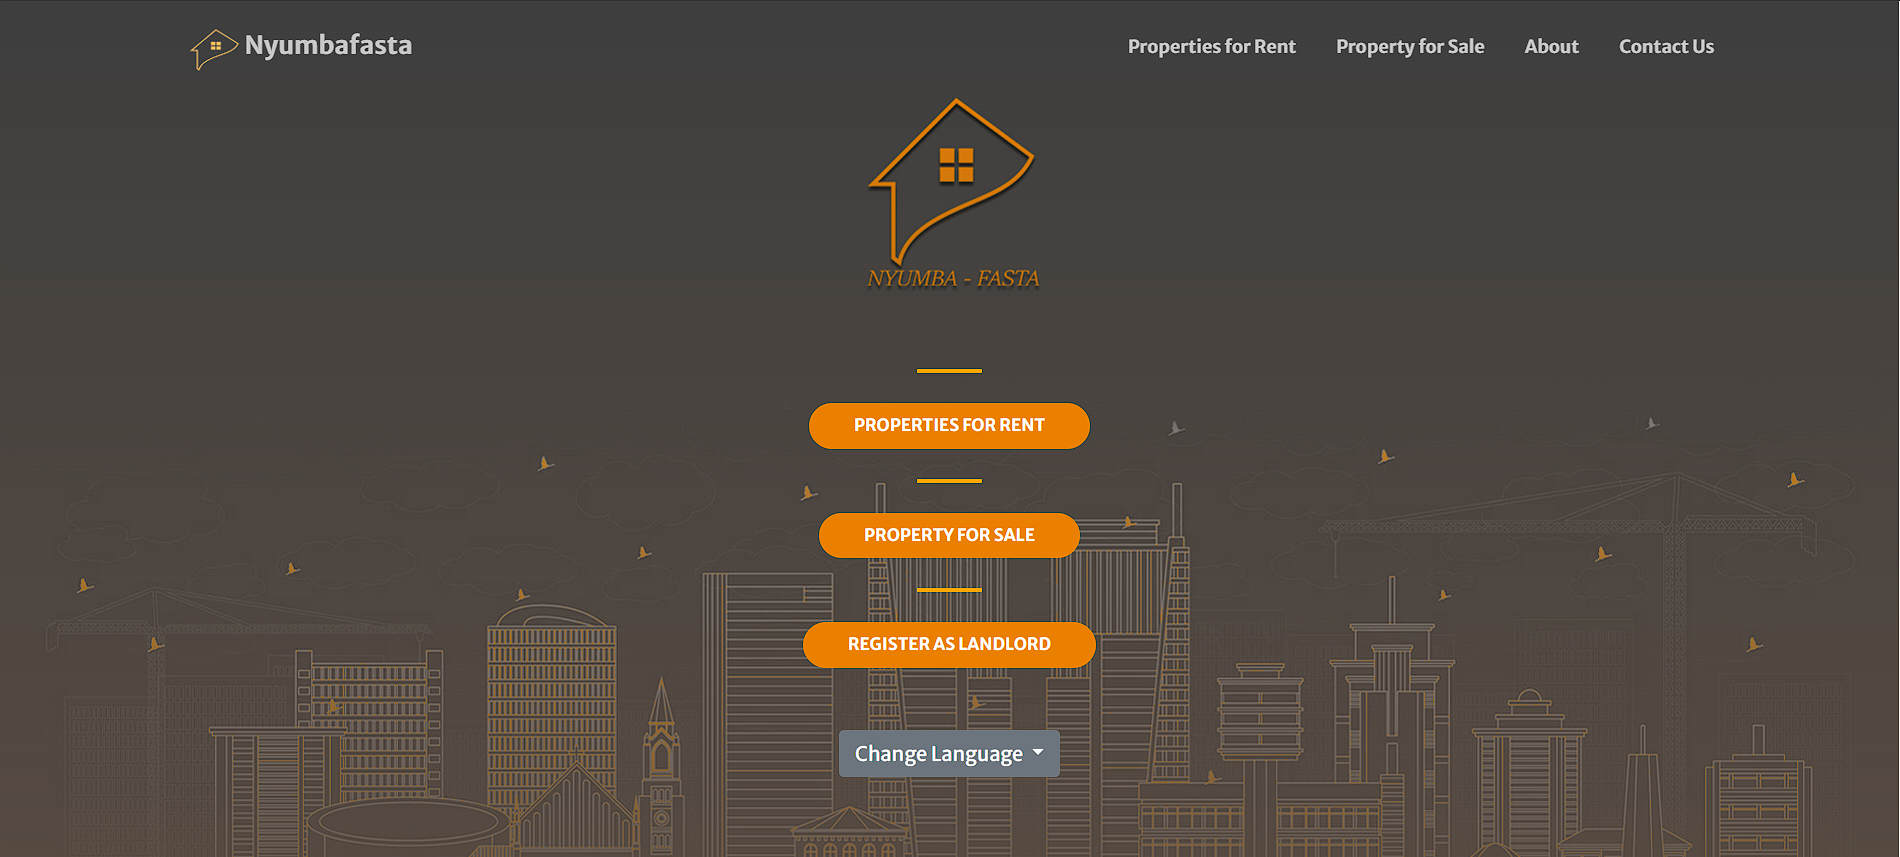 Nyumbafasta
Properties for Rent
Property for Sale
About
Contact Us
NYUMBA - FASTA
PROPERTIES FOR RENT
PROPERTY FOR SALE
REGISTER AS LANDLORD
Change Language